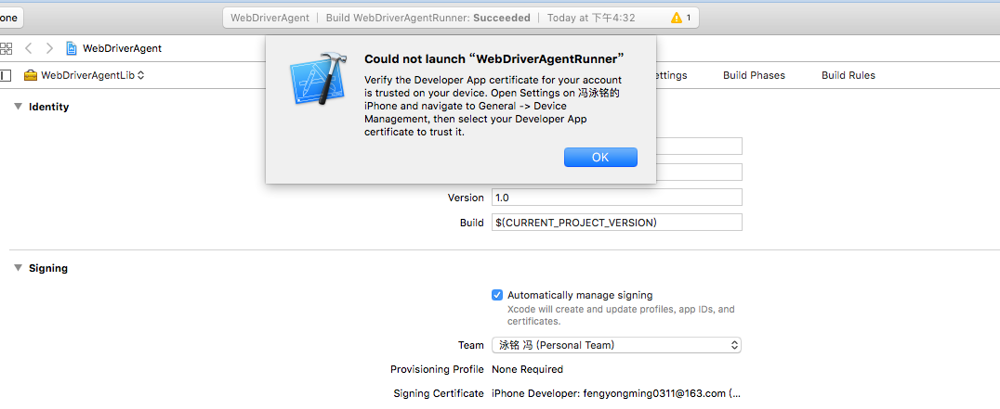 one
WebDriverAgent | Build WebDriverAgentRunner: Succeeded | Today at 下午4:32
1
WebDriverAgent
WebDriverAgentLib
ettings
Build Phases
Build Rules
Could not launch “WebDriverAgentRunner”
Verify the Developer App certificate for your account
is trusted on your device. Open Settings on 冯泳铭的
iPhone and navigate to General -> Device
Management, then select your Developer App
certificate to trust it.
OK
Identity
Version 1.0
Build $(CURRENT_PROJECT_VERSION)
Signing
Automatically manage signing
Xcode will create and update profiles, app IDs, and
certificates.
Team 泳铭 冯 (Personal Team)
Provisioning Profile None Required
Signing Certificate iPhone Developer: fengyongming0311@163.com (...